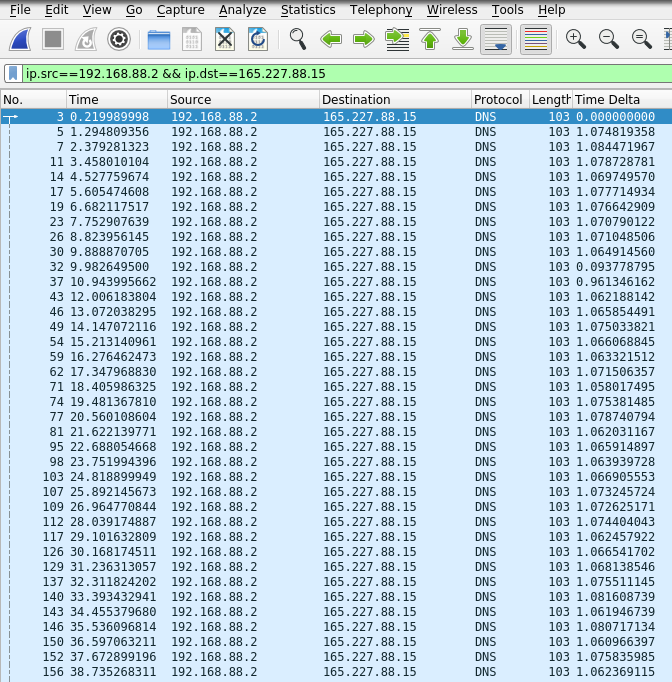 File Edit View Go Capture Analyze Statistics Telephony Wireless Tools Help
ip.src==192.168.88.2 && ip.dst==165.227.88.15
No. Time Source Destination Protocol Length Time Delta
3 0.219989998 192.168.88.2 165.227.88.15 DNS 103 0.000000000
5 1.294809356 192.168.88.2 165.227.88.15 DNS 103 1.074819358
7 2.379281323 192.168.88.2 165.227.88.15 DNS 103 1.084471967
11 3.458010104 192.168.88.2 165.227.88.15 DNS 103 1.078728781
14 4.527759674 192.168.88.2 165.227.88.15 DNS 103 1.069749570
17 5.605474608 192.168.88.2 165.227.88.15 DNS 103 1.077714934
19 6.682117517 192.168.88.2 165.227.88.15 DNS 103 1.076642909
23 7.752907639 192.168.88.2 165.227.88.15 DNS 103 1.070790122
26 8.823956145 192.168.88.2 165.227.88.15 DNS 103 1.071048506
30 9.888870705 192.168.88.2 165.227.88.15 DNS 103 1.064914560
32 9.982649500 192.168.88.2 165.227.88.15 DNS 103 0.093778795
37 10.943995662 192.168.88.2 165.227.88.15 DNS 103 0.961346162
43 12.006183804 192.168.88.2 165.227.88.15 DNS 103 1.062188142
46 13.072038295 192.168.88.2 165.227.88.15 DNS 103 1.065854491
49 14.147072116 192.168.88.2 165.227.88.15 DNS 103 1.075033821
54 15.213140961 192.168.88.2 165.227.88.15 DNS 103 1.066068845
59 16.276462473 192.168.88.2 165.227.88.15 DNS 103 1.063321512
62 17.347968830 192.168.88.2 165.227.88.15 DNS 103 1.071506357
71 18.405986325 192.168.88.2 165.227.88.15 DNS 103 1.058017495
74 19.481367810 192.168.88.2 165.227.88.15 DNS 103 1.075381485
77 20.560108604 192.168.88.2 165.227.88.15 DNS 103 1.078740794
81 21.622139771 192.168.88.2 165.227.88.15 DNS 103 1.062031167
95 22.688054668 192.168.88.2 165.227.88.15 DNS 103 1.065914897
98 23.751994396 192.168.88.2 165.227.88.15 DNS 103 1.063939728
103 24.818899949 192.168.88.2 165.227.88.15 DNS 103 1.066905553
107 25.892145673 192.168.88.2 165.227.88.15 DNS 103 1.073245724
109 26.964770844 192.168.88.2 165.227.88.15 DNS 103 1.072625171
112 28.039174887 192.168.88.2 165.227.88.15 DNS 103 1.074404043
117 29.101632809 192.168.88.2 165.227.88.15 DNS 103 1.062457922
126 30.168174511 192.168.88.2 165.227.88.15 DNS 103 1.066541702
129 31.236313057 192.168.88.2 165.227.88.15 DNS 103 1.068138546
137 32.311824202 192.168.88.2 165.227.88.15 DNS 103 1.075511145
140 33.393432941 192.168.88.2 165.227.88.15 DNS 103 1.081608739
143 34.455379680 192.168.88.2 165.227.88.15 DNS 103 1.061946739
146 35.536096814 192.168.88.2 165.227.88.15 DNS 103 1.080717134
150 36.597063211 192.168.88.2 165.227.88.15 DNS 103 1.060966397
152 37.672899196 192.168.88.2 165.227.88.15 DNS 103 1.075835985
156 38.735268311 192.168.88.2 165.227.88.15 DNS 103 1.062369115